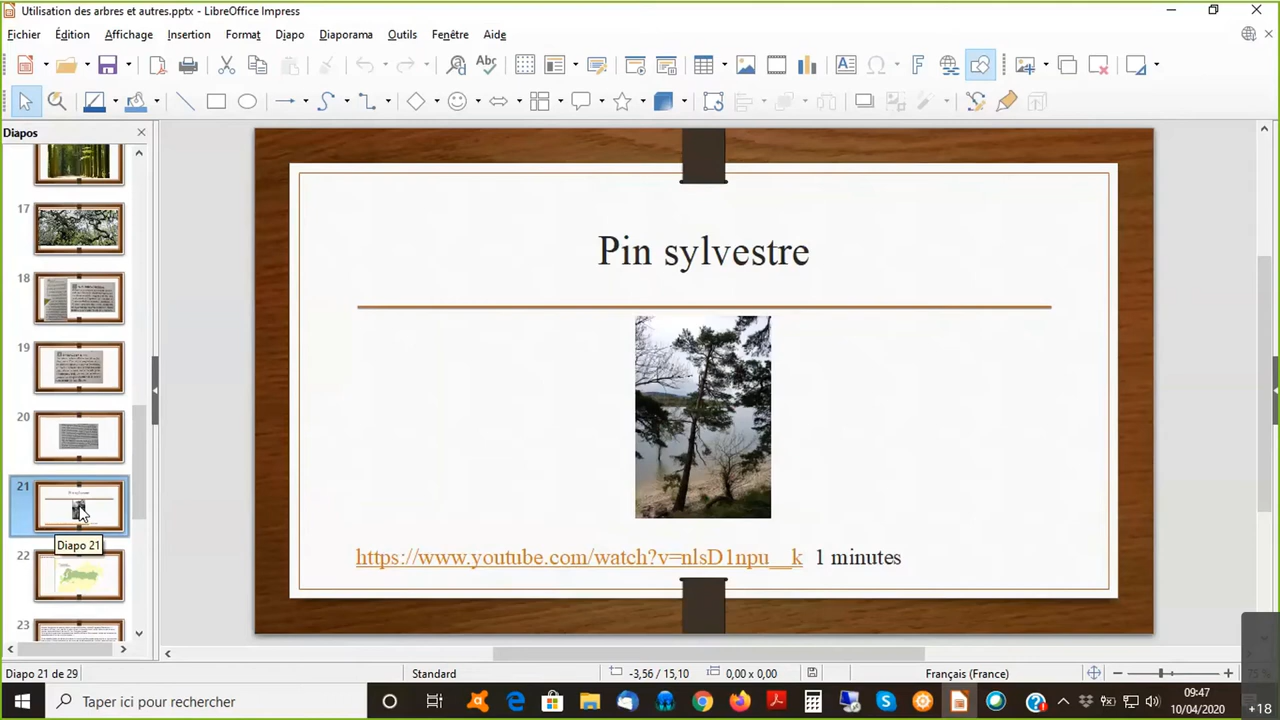 Utilisation des arbres et autres.pptx - LibreOffice Impress
Fichier Édition Affichage Insertion Format Diapo Diaporama Outils Fenêtre Aide
Diapos
17
18
19
20
21
Diapo 21
22
23
Pin sylvestre
https://www.youtube.com/watch?v=nlsD1npu__k 1 minutes
Diapo 21 de 29
Standard
-3,56 / 15,10
0,00 x 0,00
Français (France)
75 %
Taper ici pour rechercher
09:47
10/04/2020
+18